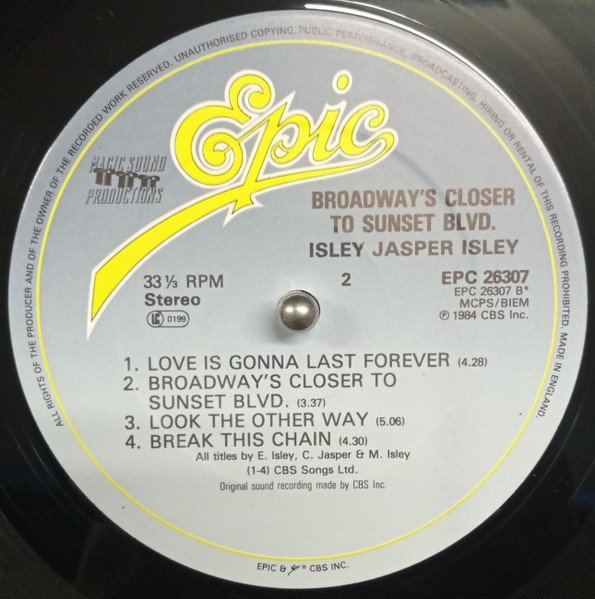 ALL RIGHTS OF THE PRODUCER AND OF THE OWNER OF THE RECORDED WORK RESERVED. UNAUTHORISED COPYING, PUBLIC PERFORMANCE, BROADCASTING, HIRING OR RENTAL OF THIS RECORDING PROHIBITED. MADE IN ENGLAND.
Epic
MAGIC SOUND
PRODUCTIONS
BROADWAY'S CLOSER
TO SUNSET BLVD.
ISLEY JASPER ISLEY
33⅓ RPM
Stereo
LC 0199
2
EPC 26307
EPC 26307 B*
MCPS/BIEM
℗ 1984 CBS Inc.
1. LOVE IS GONNA LAST FOREVER (4.28)
2. BROADWAY'S CLOSER TO
SUNSET BLVD. (3.37)
3. LOOK THE OTHER WAY (5.06)
4. BREAK THIS CHAIN (4.30)
All titles by E. Isley, C. Jasper & M. Isley
(1-4) CBS Songs Ltd.
Original sound recording made by CBS Inc.
EPIC & Epic ® CBS INC.